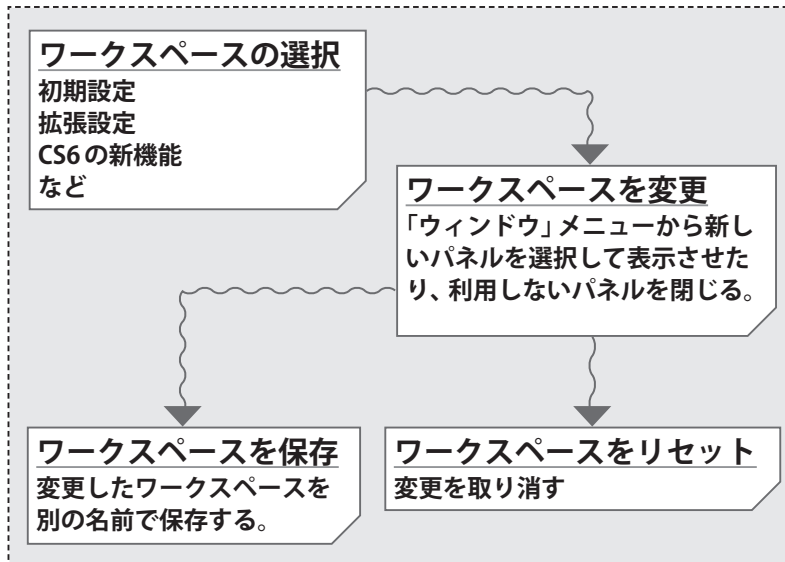 ワークスペースの選択
初期設定
拡張設定
CS6の新機能
など
ワークスペースを変更
「ウィンドウ」メニューから新し
いパネルを選択して表示させた
り、利用しないパネルを閉じる。
ワークスペースを保存
変更したワークスペースを
別の名前で保存する。
ワークスペースをリセット
変更を取り消す